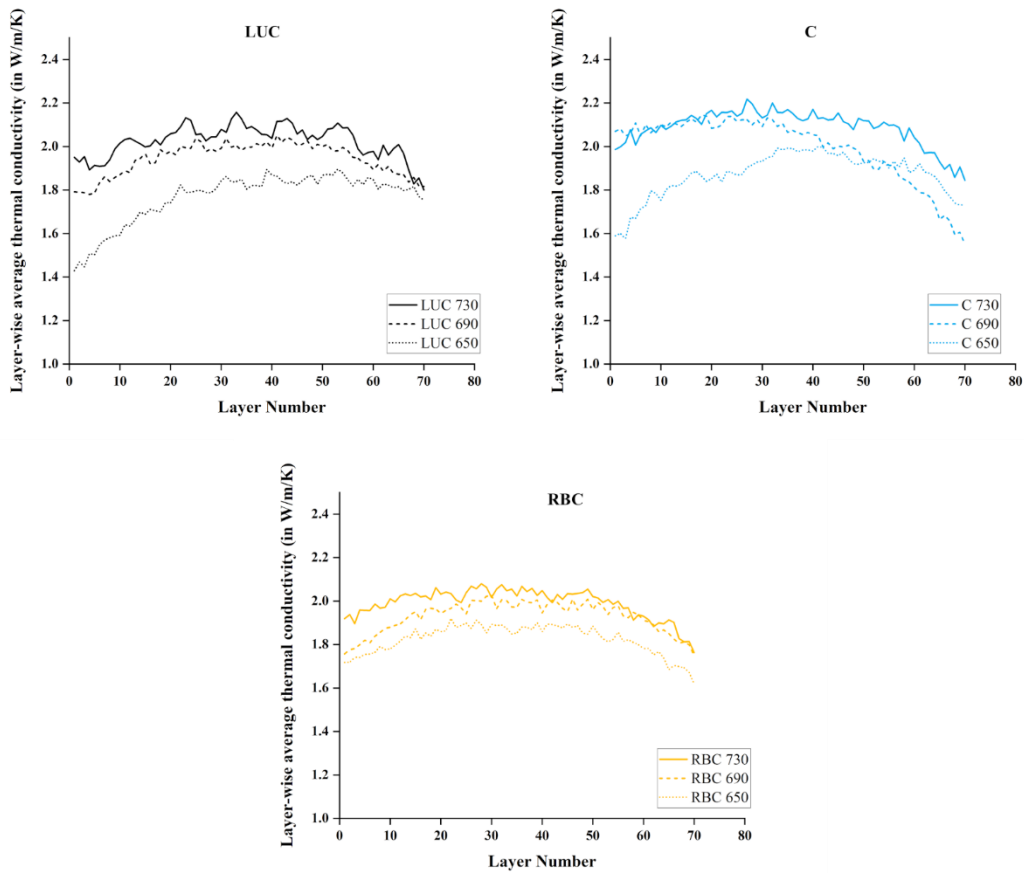 LUC
Layer-wise average thermal conductivity (in W/m/K)
2.4
2.2
2.0
1.8
1.6
1.4
1.2
1.0
0 10 20 30 40 50 60 70 80
Layer Number
LUC 730
LUC 690
LUC 650
C
Layer-wise average thermal conductivity (in W/m/K)
2.4
2.2
2.0
1.8
1.6
1.4
1.2
1.0
0 10 20 30 40 50 60 70 80
Layer Number
C 730
C 690
C 650
RBC
Layer-wise average thermal conductivity (in W/m/K)
2.4
2.2
2.0
1.8
1.6
1.4
1.2
1.0
0 10 20 30 40 50 60 70 80
Layer Number
RBC 730
RBC 690
RBC 650